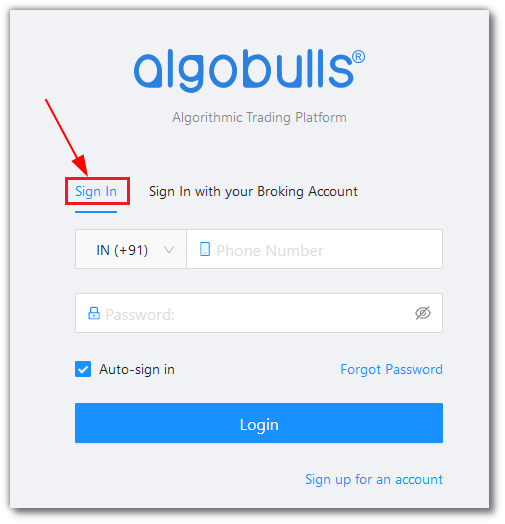 algobulls®
Algorithmic Trading Platform
Sign In Sign In with your Broking Account
IN (+91) Phone Number
Password:
Auto-sign in Forgot Password
Login
Sign up for an account